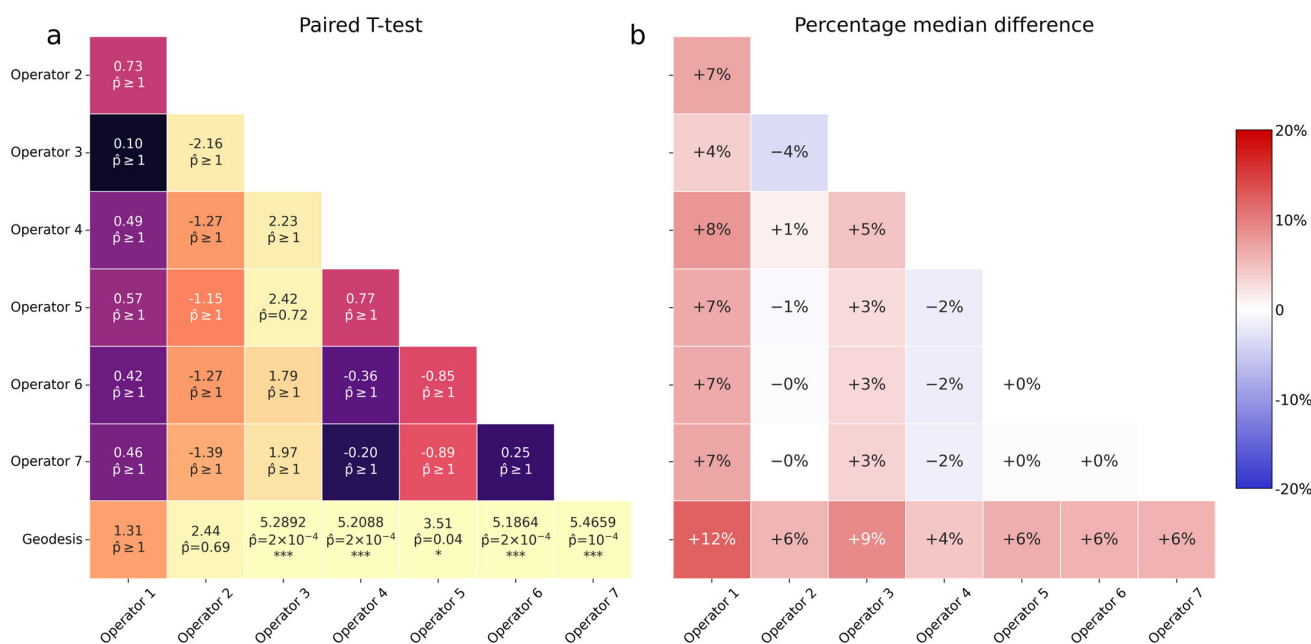 a Paired T-test
Operator 2 0.73
p̂ ≥ 1
Operator 3 0.10 -2.16
p̂ ≥ 1 p̂ ≥ 1
Operator 4 0.49 -1.27 2.23
p̂ ≥ 1 p̂ ≥ 1 p̂ ≥ 1
Operator 5 0.57 -1.15 2.42 0.77
p̂ ≥ 1 p̂ ≥ 1 p̂=0.72 p̂ ≥ 1
Operator 6 0.42 -1.27 1.79 -0.36 -0.85
p̂ ≥ 1 p̂ ≥ 1 p̂ ≥ 1 p̂ ≥ 1 p̂ ≥ 1
Operator 7 0.46 -1.39 1.97 -0.20 -0.89 0.25
p̂ ≥ 1 p̂ ≥ 1 p̂ ≥ 1 p̂ ≥ 1 p̂ ≥ 1 p̂ ≥ 1
Geodesis 1.31 2.44 5.2892 5.2088 3.51 5.1864 5.4659
p̂ ≥ 1 p̂=0.69 p̂=2×10⁻⁴ p̂=2×10⁻⁴ p̂=0.04 p̂=2×10⁻⁴ p̂=10⁻⁴
*** *** * *** ***
Operator 1 Operator 2 Operator 3 Operator 4 Operator 5 Operator 6 Operator 7
b Percentage median difference
+7%
+4% −4%
+8% +1% +5%
+7% −1% +3% −2%
+7% −0% +3% −2% +0%
+7% −0% +3% −2% +0% +0%
+12% +6% +9% +4% +6% +6% +6%
Operator 1 Operator 2 Operator 3 Operator 4 Operator 5 Operator 6 Operator 7
20%
10%
0
-10%
-20%